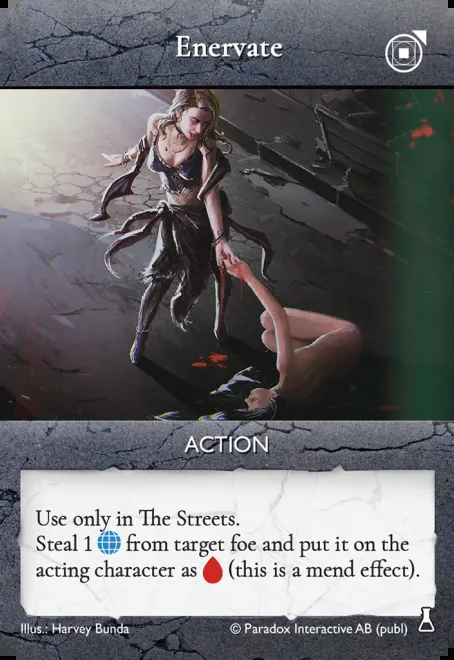 Enervate
ACTION
Use only in The Streets.
Steal 1 from target foe and put it on the
acting character as (this is a mend effect).
Illus.: Harvey Bunda © Paradox Interactive AB (publ)